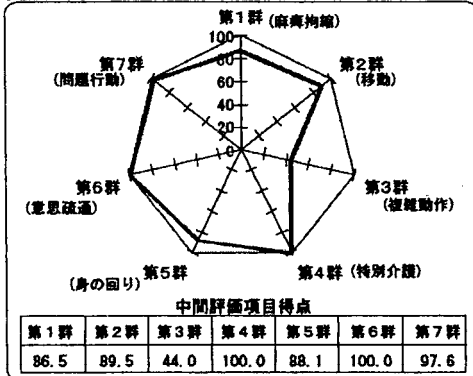 第1群 (麻痺拘縮)
100
80
60
40
20
0
第2群
(移動)
第3群
(複雑動作)
第4群 (特別介護)
第5群
(身の回り)
第6群
(意思疎通)
第7群
(問題行動)
中間評価項目得点
第1群 第2群 第3群 第4群 第5群 第6群 第7群
86.5 89.5 44.0 100.0 88.1 100.0 97.6